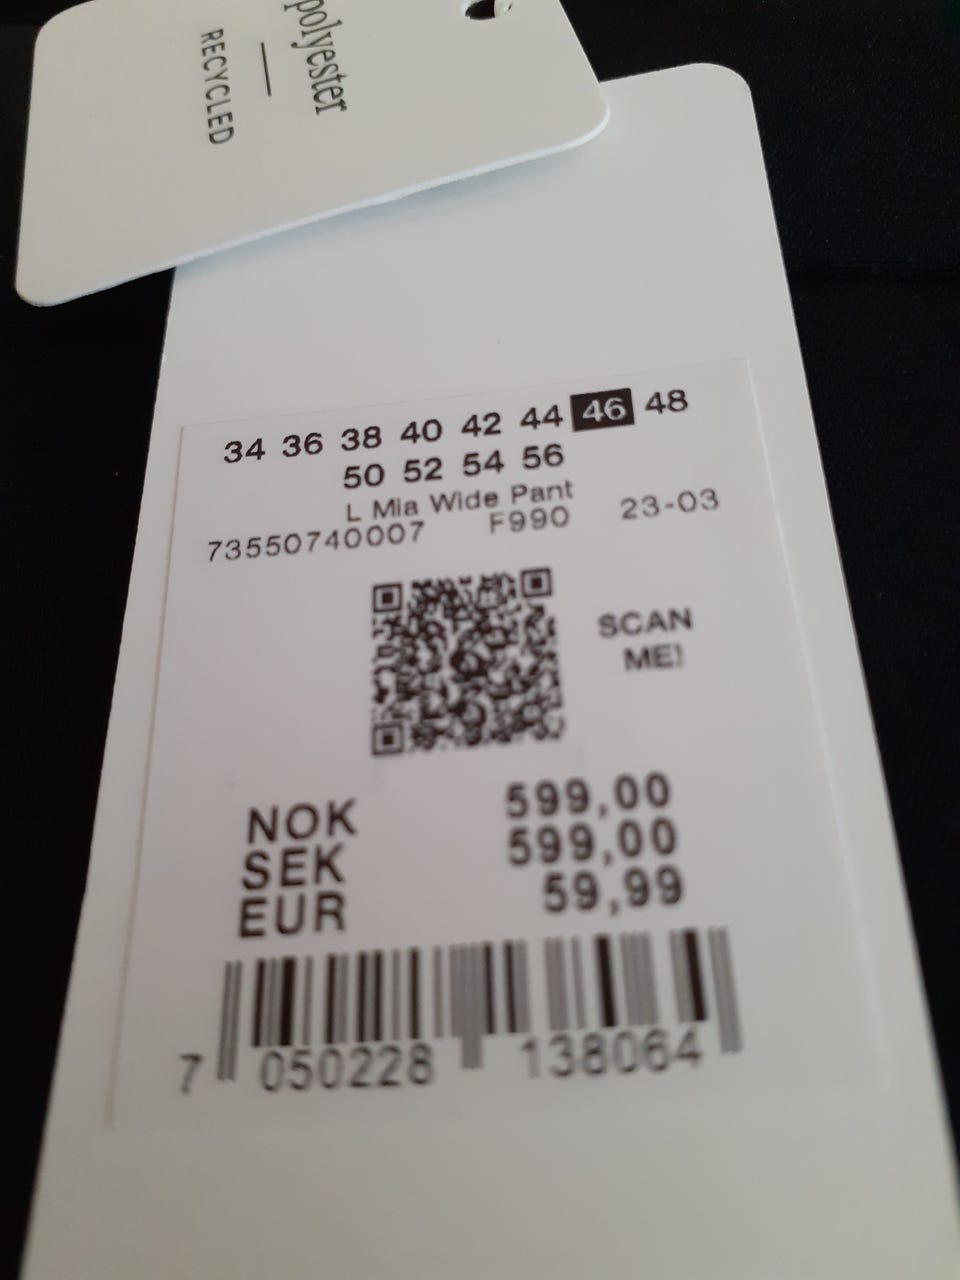 polyester
RECYCLED
34 36 38 40 42 44 46 48
50 52 54 56
L Mia Wide Pant
73550740007 F990 23-03
SCAN
ME!
NOK 599,00
SEK 599,00
EUR 59,99
7 050228 138064